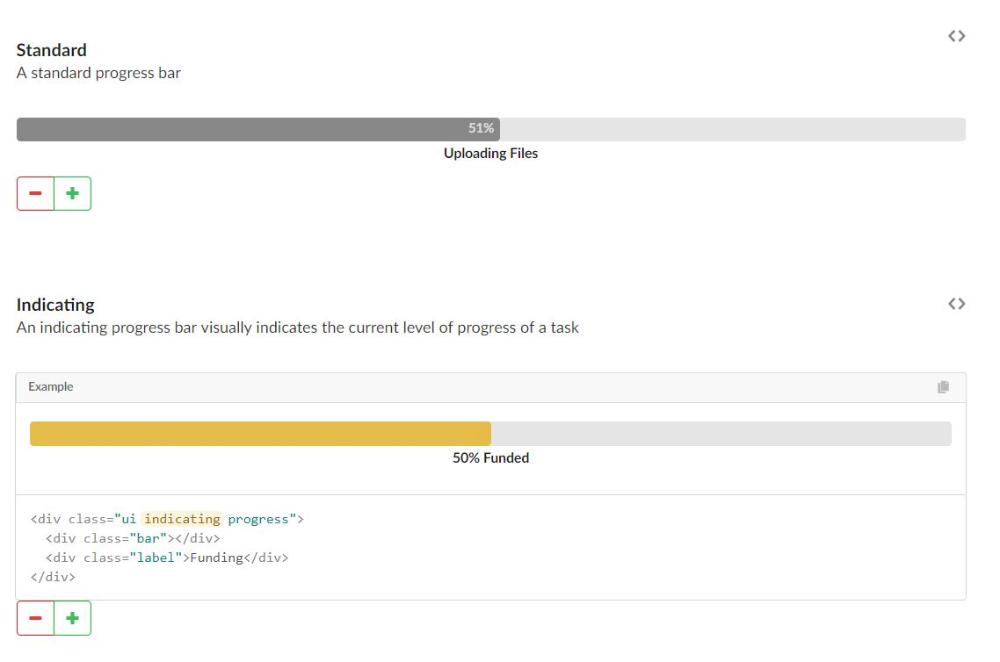 Standard
A standard progress bar
51%
Uploading Files
Indicating
An indicating progress bar visually indicates the current level of progress of a task
Example
50% Funded
<div class="ui indicating progress">
  <div class="bar"></div>
  <div class="label">Funding</div>
</div>